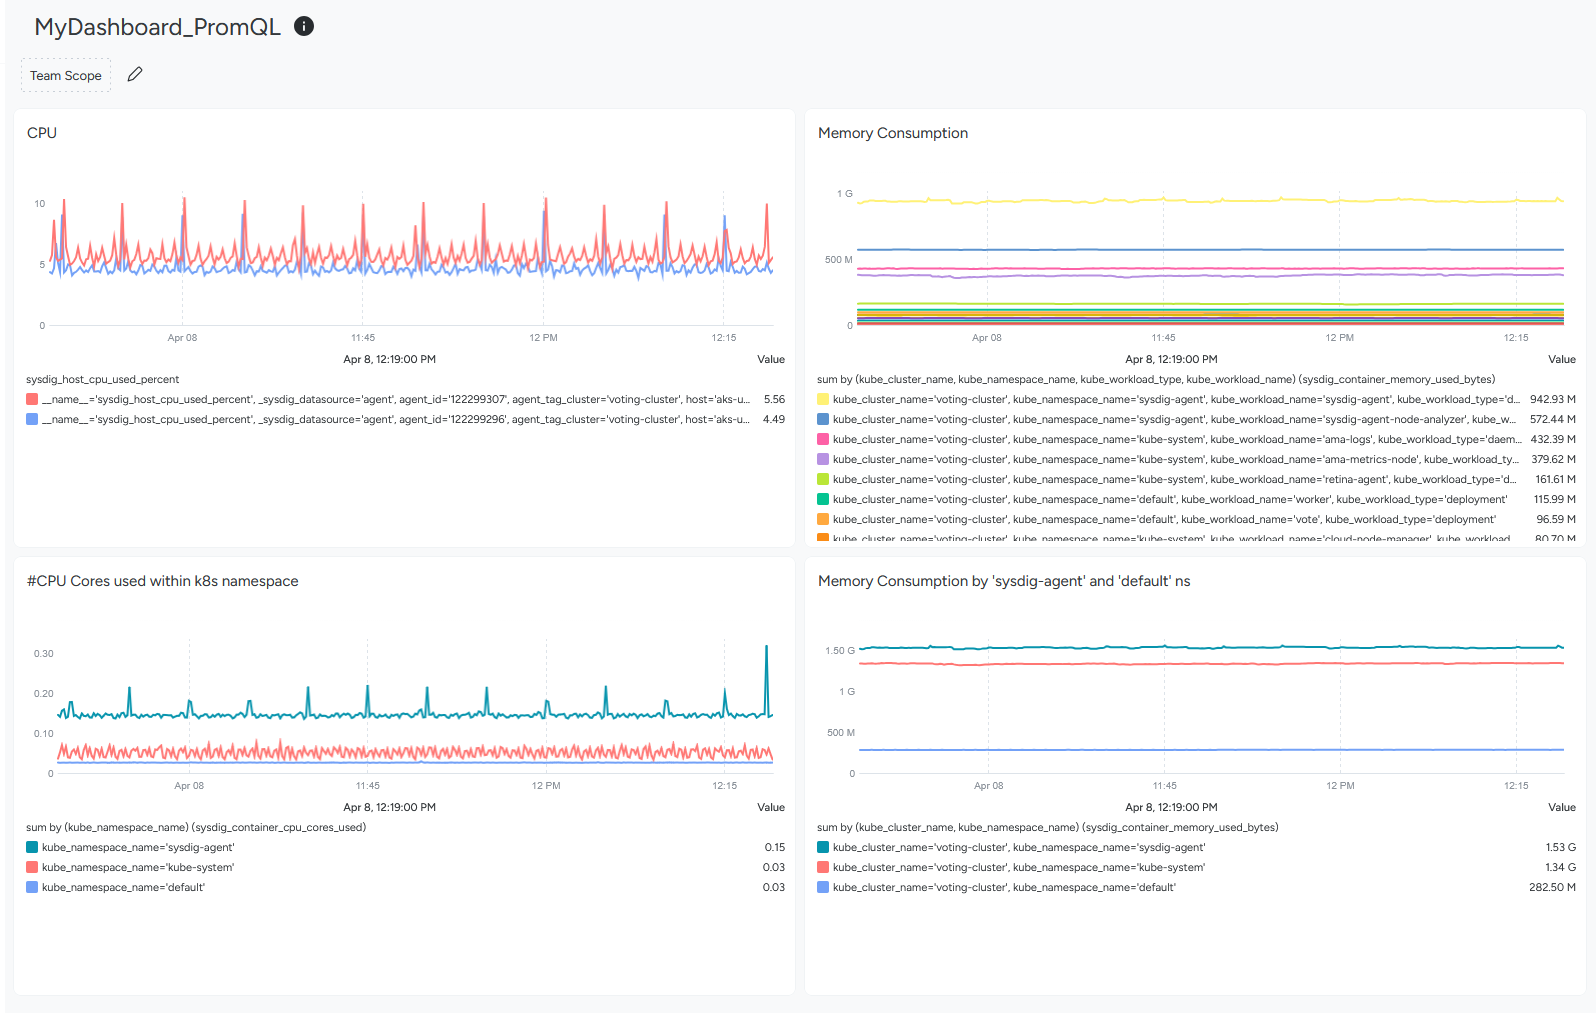 MyDashboard_PromQL
Team Scope
CPU
10
5
0
Apr 08 11:45 12 PM 12:15
Apr 8, 12:19:00 PM Value
sysdig_host_cpu_used_percent
__name__='sysdig_host_cpu_used_percent', _sysdig_datasource='agent', agent_id='122299307', agent_tag_cluster='voting-cluster', host='aks-u... 5.56
__name__='sysdig_host_cpu_used_percent', _sysdig_datasource='agent', agent_id='122299296', agent_tag_cluster='voting-cluster', host='aks-u... 4.49
Memory Consumption
1 G
500 M
0
Apr 08 11:45 12 PM 12:15
Apr 8, 12:19:00 PM Value
sum by (kube_cluster_name, kube_namespace_name, kube_workload_type, kube_workload_name) (sysdig_container_memory_used_bytes)
kube_cluster_name='voting-cluster', kube_namespace_name='sysdig-agent', kube_workload_name='sysdig-agent', kube_workload_type='d... 942.93 M
kube_cluster_name='voting-cluster', kube_namespace_name='sysdig-agent', kube_workload_name='sysdig-agent-node-analyzer', kube_w... 572.44 M
kube_cluster_name='voting-cluster', kube_namespace_name='kube-system', kube_workload_name='ama-logs', kube_workload_type='daem... 432.39 M
kube_cluster_name='voting-cluster', kube_namespace_name='kube-system', kube_workload_name='ama-metrics-node', kube_workload_ty... 379.62 M
kube_cluster_name='voting-cluster', kube_namespace_name='kube-system', kube_workload_name='retina-agent', kube_workload_type='d... 161.61 M
kube_cluster_name='voting-cluster', kube_namespace_name='default', kube_workload_name='worker', kube_workload_type='deployment' 115.99 M
kube_cluster_name='voting-cluster', kube_namespace_name='default', kube_workload_name='vote', kube_workload_type='deployment' 96.59 M
kube_cluster_name='voting-cluster', kube_namespace_name='kube-system', kube_workload_name='cloud-node-manager', kube_workload 80.70 M
#CPU Cores used within k8s namespace
0.30
0.20
0.10
0
Apr 08 11:45 12 PM 12:15
Apr 8, 12:19:00 PM Value
sum by (kube_namespace_name) (sysdig_container_cpu_cores_used)
kube_namespace_name='sysdig-agent' 0.15
kube_namespace_name='kube-system' 0.03
kube_namespace_name='default' 0.03
Memory Consumption by 'sysdig-agent' and 'default' ns
1.50 G
1 G
500 M
0
Apr 08 11:45 12 PM 12:15
Apr 8, 12:19:00 PM Value
sum by (kube_cluster_name, kube_namespace_name) (sysdig_container_memory_used_bytes)
kube_cluster_name='voting-cluster', kube_namespace_name='sysdig-agent' 1.53 G
kube_cluster_name='voting-cluster', kube_namespace_name='kube-system' 1.34 G
kube_cluster_name='voting-cluster', kube_namespace_name='default' 282.50 M